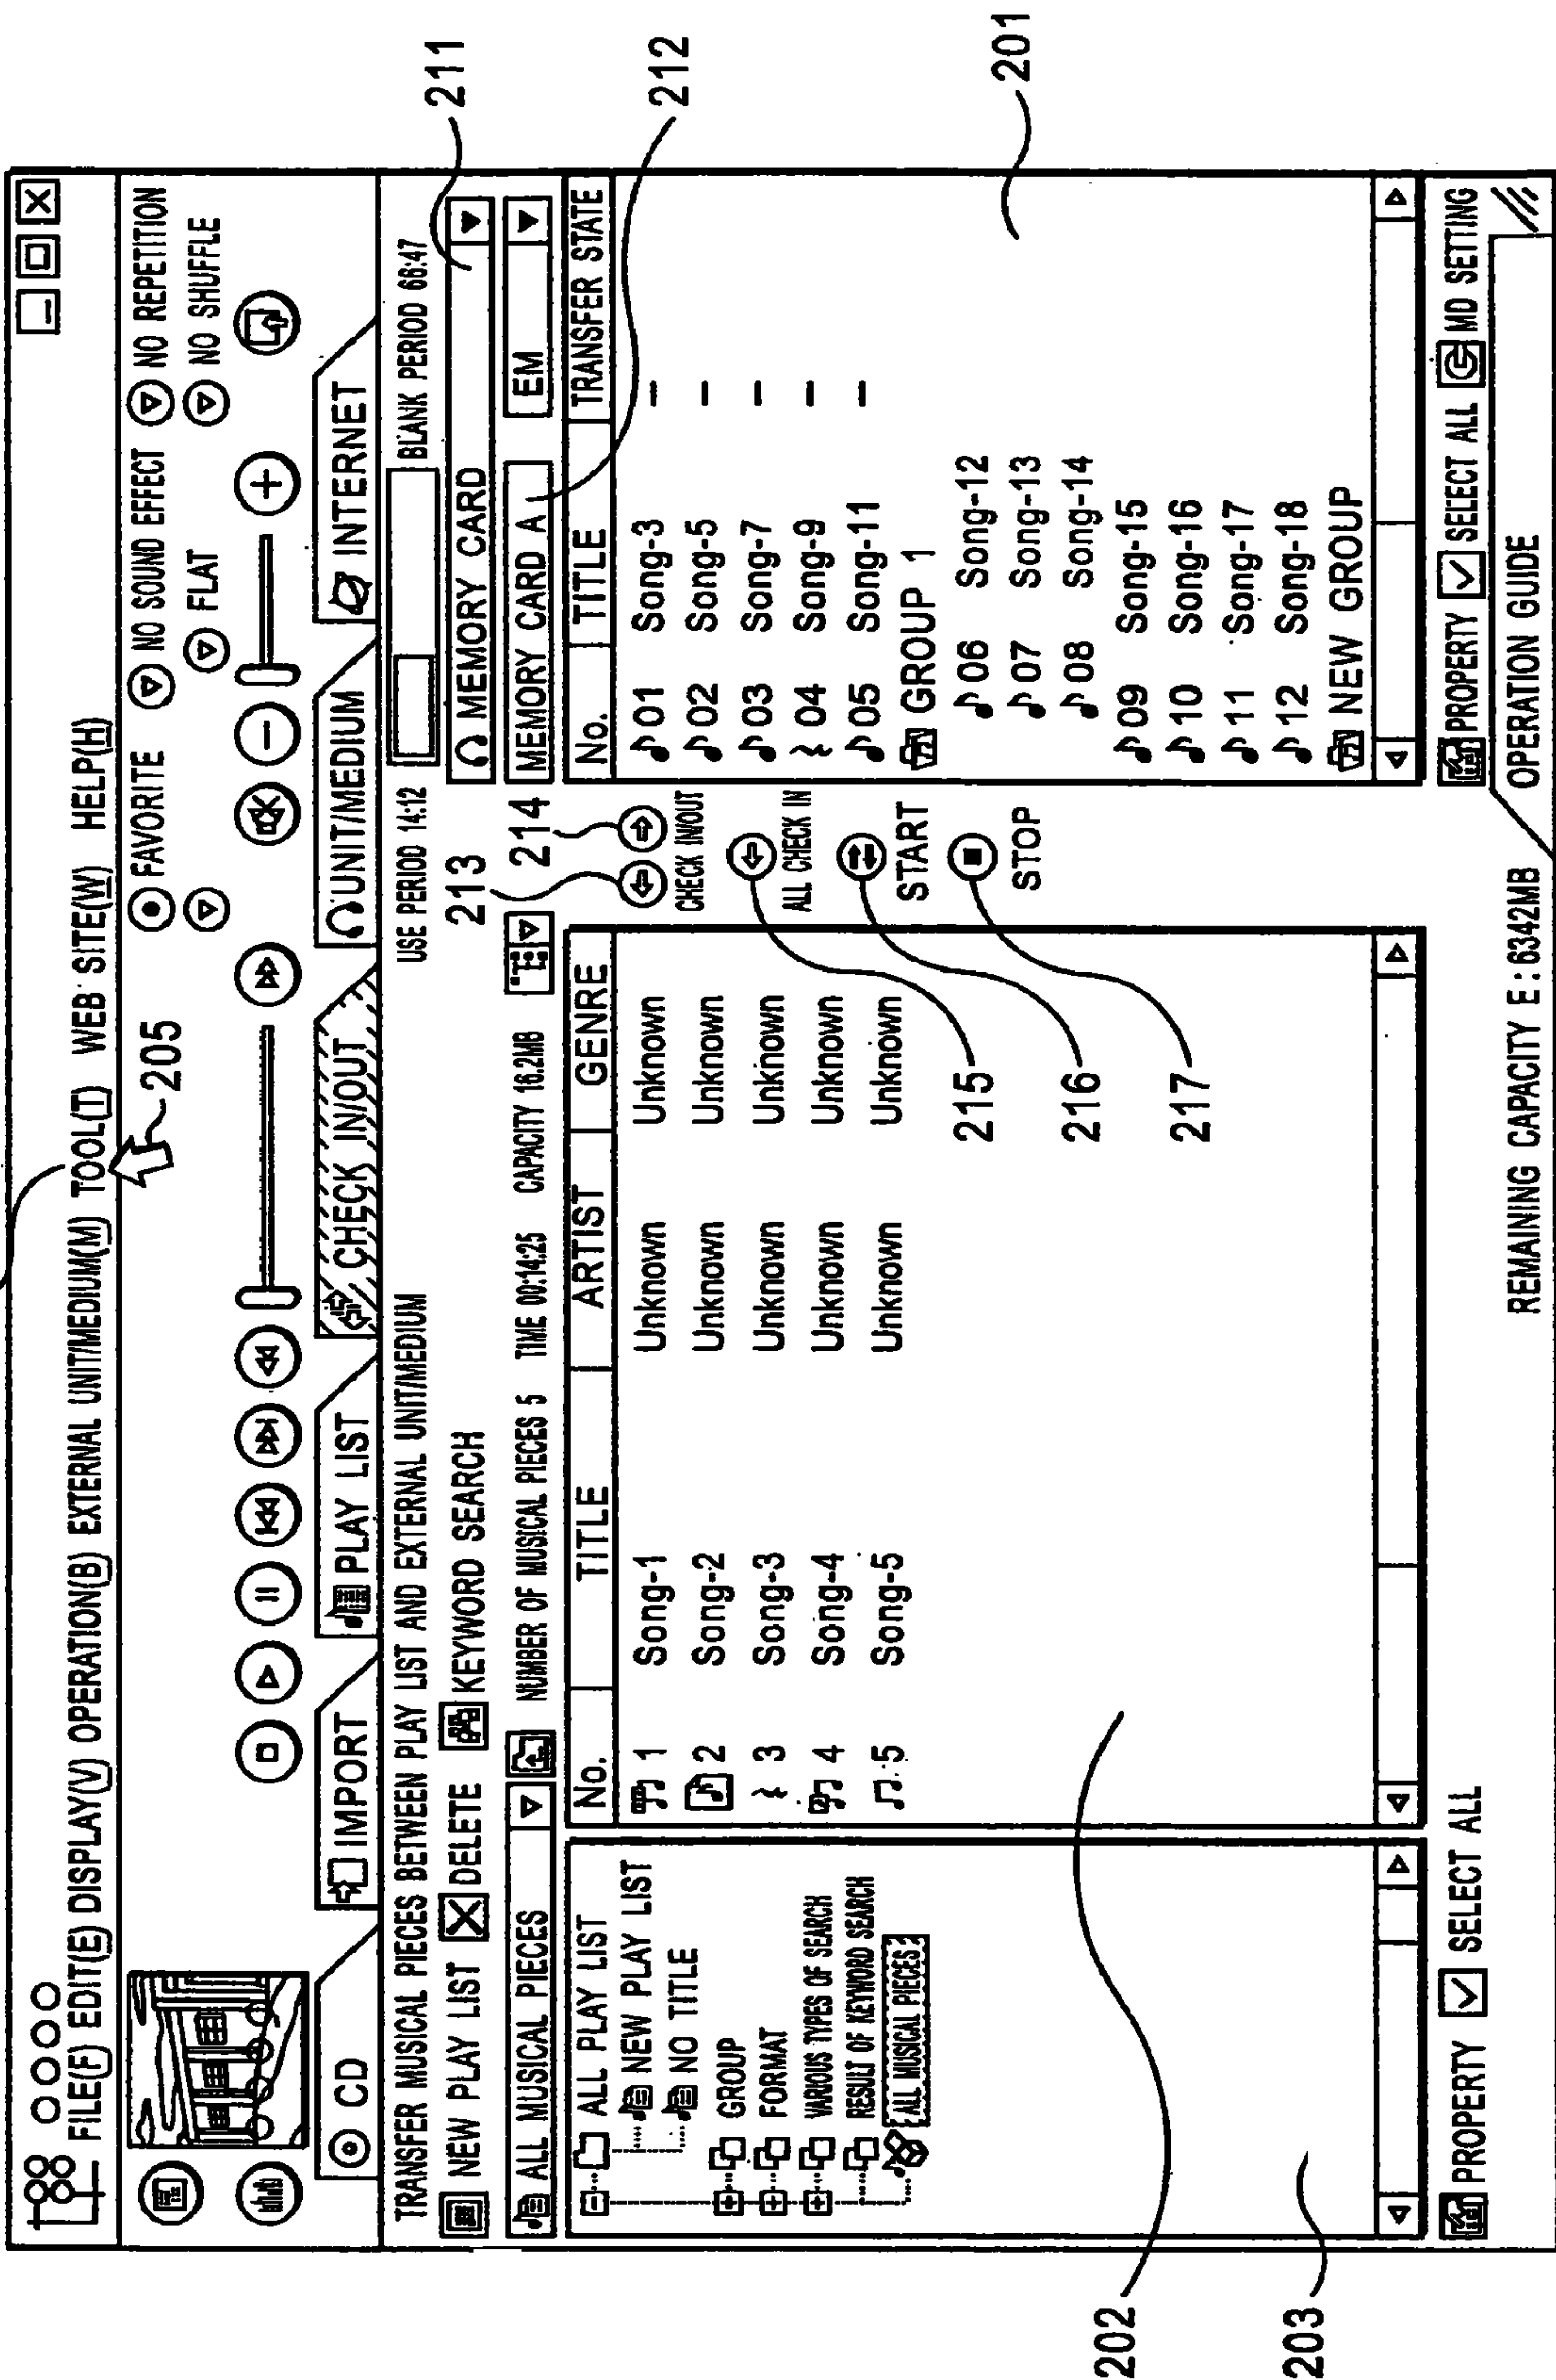 FILE(F) EDIT(E) DISPLAY(V) OPERATION(B) EXTERNAL UNIT/MEDIUM(M) TOOL(T) WEB SITE(W) HELP(H)
205
FAVORITE
NO SOUND EFFECT
NO REPETITION
FLAT
NO SHUFFLE
CD
IMPORT
PLAY LIST
CHECK IN/OUT
UNIT/MEDIUM
INTERNET
TRANSFER MUSICAL PIECES BETWEEN PLAY LIST AND EXTERNAL UNIT/MEDIUM
USE PERIOD 14:12
BLANK PERIOD 66:47
NEW PLAY LIST
DELETE
KEYWORD SEARCH
213
MEMORY CARD
211
ALL MUSICAL PIECES
NUMBER OF MUSICAL PIECES 5 TIME 00:14:25 CAPACITY 16.2MB
214
MEMORY CARD A
EM
212
ALL PLAY LIST
NEW PLAY LIST
NO TITLE
GROUP
FORMAT
VARIOUS TYPES OF SEARCH
RESULT OF KEYWORD SEARCH
ALL MUSICAL PIECES
No. TITLE ARTIST GENRE
1 Song-1 Unknown Unknown
2 Song-2 Unknown Unknown
3 Song-3 Unknown Unknown
4 Song-4 Unknown Unknown
5 Song-5 Unknown Unknown
CHECK IN/OUT
ALL CHECK IN
START
STOP
215
216
217
No. TITLE TRANSFER STATE
01 Song-3 –
02 Song-5 –
03 Song-7 –
04 Song-9 –
05 Song-11 –
GROUP 1
06 Song-12
07 Song-13
08 Song-14
09 Song-15
10 Song-16
11 Song-17
12 Song-18
NEW GROUP
201
202
203
PROPERTY
SELECT ALL
PROPERTY
SELECT ALL
MD SETTING
REMAINING CAPACITY E : 6342MB
OPERATION GUIDE